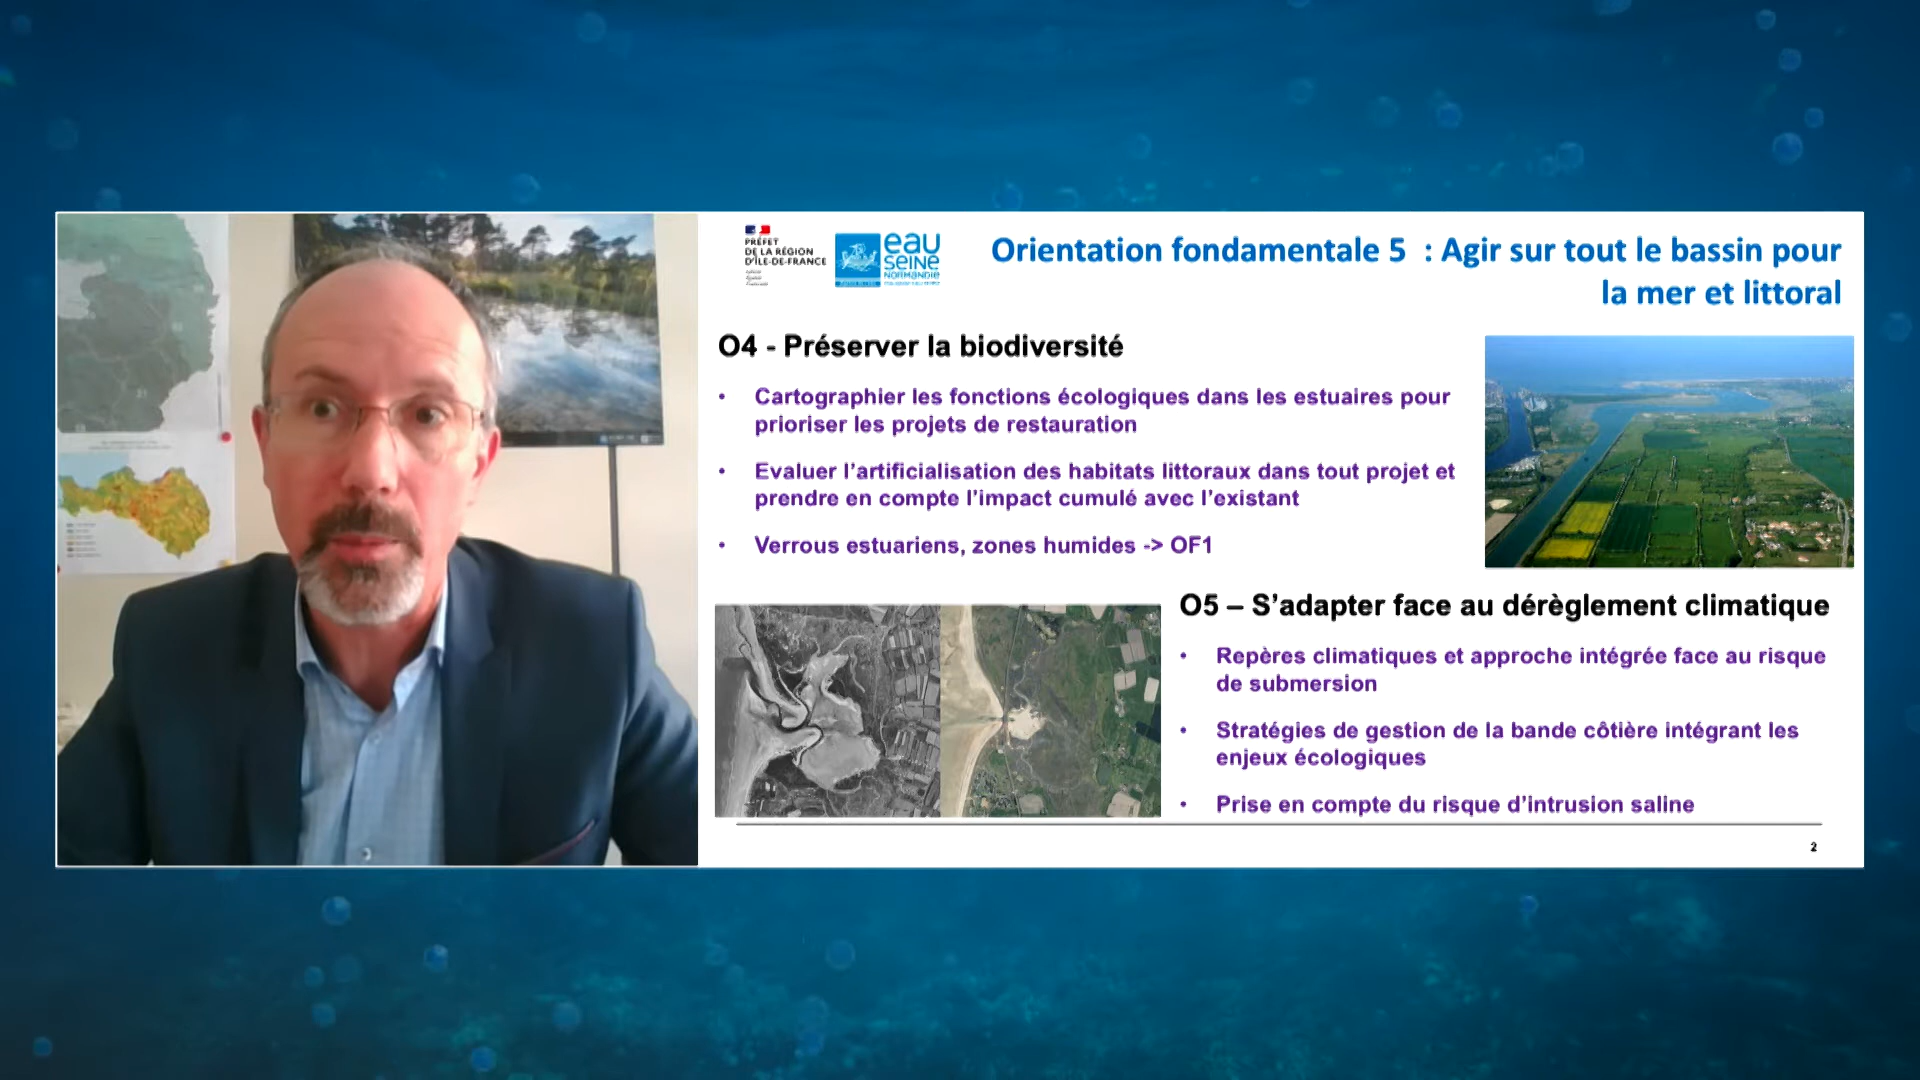 PRÉFET
DE LA RÉGION
D'ÎLE-DE-FRANCE
eau
seine
NORMANDIE
Orientation fondamentale 5 : Agir sur tout le bassin pour
la mer et littoral
O4 - Préserver la biodiversité
• Cartographier les fonctions écologiques dans les estuaires pour
prioriser les projets de restauration
• Evaluer l’artificialisation des habitats littoraux dans tout projet et
prendre en compte l’impact cumulé avec l’existant
• Verrous estuariens, zones humides -> OF1
O5 – S’adapter face au dérèglement climatique
• Repères climatiques et approche intégrée face au risque
de submersion
• Stratégies de gestion de la bande côtière intégrant les
enjeux écologiques
• Prise en compte du risque d’intrusion saline
2